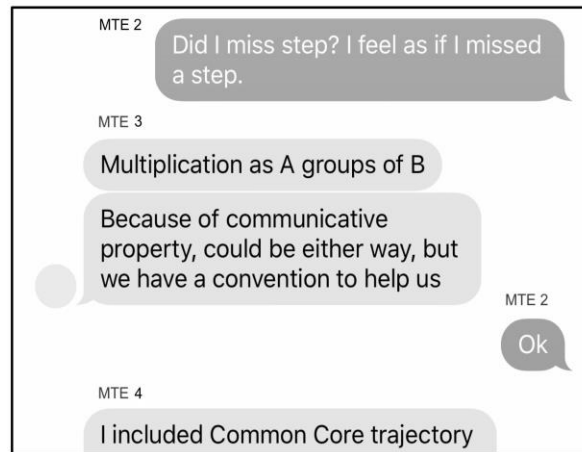 MTE 2
Did I miss step? I feel as if I missed
a step.
MTE 3
Multiplication as A groups of B
Because of communicative
property, could be either way, but
we have a convention to help us
MTE 2
Ok
MTE 4
I included Common Core trajectory